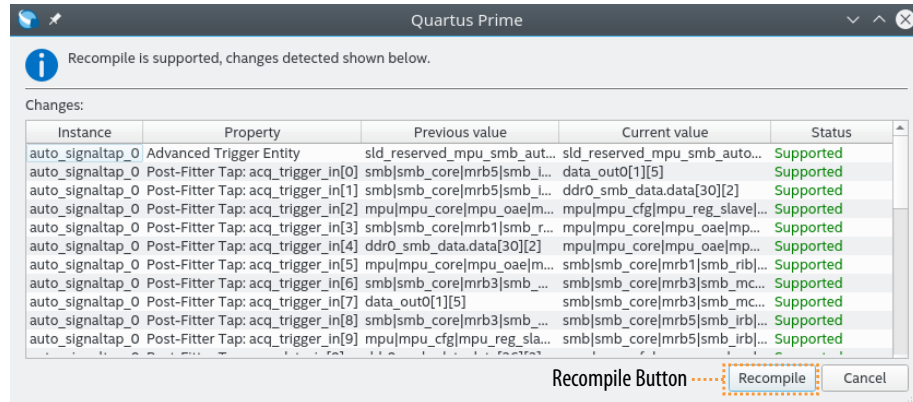 Quartus Prime
Recompile is supported, changes detected shown below.
Changes:
Instance Property Previous value Current value Status
auto_signaltap_0 Advanced Trigger Entity sld_reserved_mpu_smb_aut... sld_reserved_mpu_smb_auto... Supported
auto_signaltap_0 Post-Fitter Tap: acq_trigger_in[0] smb|smb_core|mrb5|smb_i... data_out0[1][5] Supported
auto_signaltap_0 Post-Fitter Tap: acq_trigger_in[1] smb|smb_core|mrb5|smb_i... ddr0_smb_data.data[30][2] Supported
auto_signaltap_0 Post-Fitter Tap: acq_trigger_in[2] mpu|mpu_core|mpu_oae|m... mpu|mpu_cfg|mpu_reg_slave|... Supported
auto_signaltap_0 Post-Fitter Tap: acq_trigger_in[3] smb|smb_core|mrb1|smb_r... mpu|mpu_core|mpu_oae|mp... Supported
auto_signaltap_0 Post-Fitter Tap: acq_trigger_in[4] ddr0_smb_data.data[30][2] mpu|mpu_core|mpu_oae|mp... Supported
auto_signaltap_0 Post-Fitter Tap: acq_trigger_in[5] mpu|mpu_core|mpu_oae|m... smb|smb_core|mrb1|smb_rib|... Supported
auto_signaltap_0 Post-Fitter Tap: acq_trigger_in[6] smb|smb_core|mrb3|smb_... smb|smb_core|mrb3|smb_mc... Supported
auto_signaltap_0 Post-Fitter Tap: acq_trigger_in[7] data_out0[1][5] smb|smb_core|mrb3|smb_mc... Supported
auto_signaltap_0 Post-Fitter Tap: acq_trigger_in[8] smb|smb_core|mrb3|smb_... smb|smb_core|mrb5|smb_irb|... Supported
auto_signaltap_0 Post-Fitter Tap: acq_trigger_in[9] mpu|mpu_cfg|mpu_reg_sla... smb|smb_core|mrb5|smb_irb|... Supported
Recompile Button Recompile Cancel